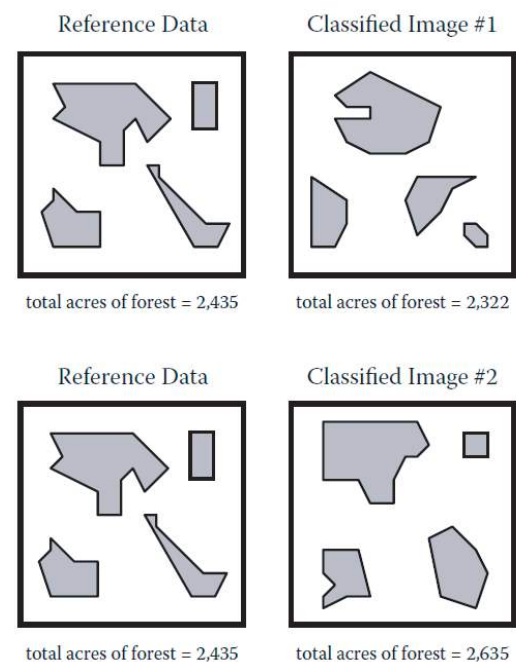 Reference Data
Classified Image #1
total acres of forest = 2,435
total acres of forest = 2,322
Reference Data
Classified Image #2
total acres of forest = 2,435
total acres of forest = 2,635